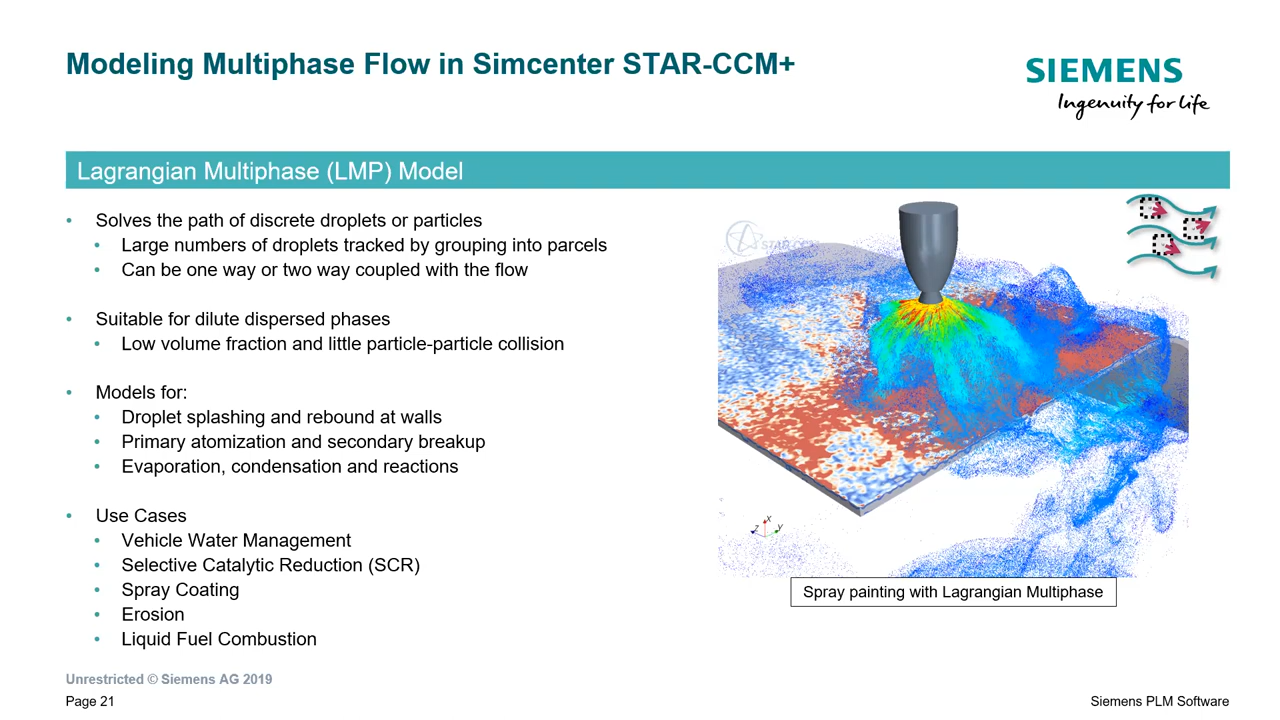 Modeling Multiphase Flow in Simcenter STAR-CCM+
SIEMENS
Ingenuity for life
Lagrangian Multiphase (LMP) Model
• Solves the path of discrete droplets or particles
• Large numbers of droplets tracked by grouping into parcels
• Can be one way or two way coupled with the flow
• Suitable for dilute dispersed phases
• Low volume fraction and little particle-particle collision
• Models for:
• Droplet splashing and rebound at walls
• Primary atomization and secondary breakup
• Evaporation, condensation and reactions
• Use Cases
• Vehicle Water Management
• Selective Catalytic Reduction (SCR)
• Spray Coating
• Erosion
• Liquid Fuel Combustion
X
Z
Y
Spray painting with Lagrangian Multiphase
Unrestricted © Siemens AG 2019
Page 21
Siemens PLM Software